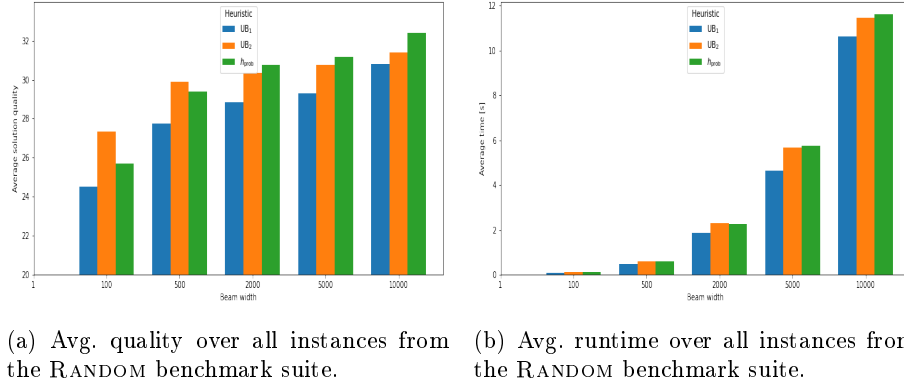 Heuristic
UB1
UB2
hprob
Average solution quality
32
30
28
26
24
22
20
1
100
500
2000
5000
10000
Beam width
Heuristic
UB1
UB2
hprob
Average time [s]
12
10
8
6
4
2
0
1
100
500
2000
5000
10000
Beam width
(a) Avg. quality over all instances from
the RANDOM benchmark suite.
(b) Avg. runtime over all instances from
the RANDOM benchmark suite.